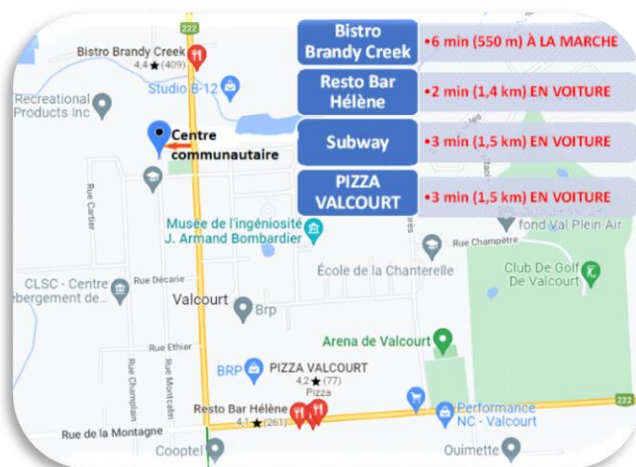 222
Bistro Brandy Creek
4,4 ★ (409)
Studio B-12
Recreational
Products Inc
Centre
communautaire
Rue Cartier
Musée de l'ingéniosité
J. Armand Bombardier
École de la Chanterelle
Rue Champêtre
fond Val Plein-Air
Club De Golf
De Valcourt
CLSC - Centre
ébergement de...
Rue Décarie
Valcourt
Brp
Rue Ethier
Rue Champlain
Rue Montcalm
Arena de Valcourt
BRP
PIZZA VALCOURT
4,2 ★ (77)
Pizza
Resto Bar Hélène
4,1 ★ (261)
Rue de la Montagne
Performance
NC - Valcourt
222
Cooptel
Ouimette
Bistro
Brandy Creek
•6 min (550 m) À LA MARCHE
Resto Bar
Hélène
•2 min (1,4 km) EN VOITURE
Subway
•3 min (1,5 km) EN VOITURE
PIZZA
VALCOURT
•3 min (1,5 km) EN VOITURE